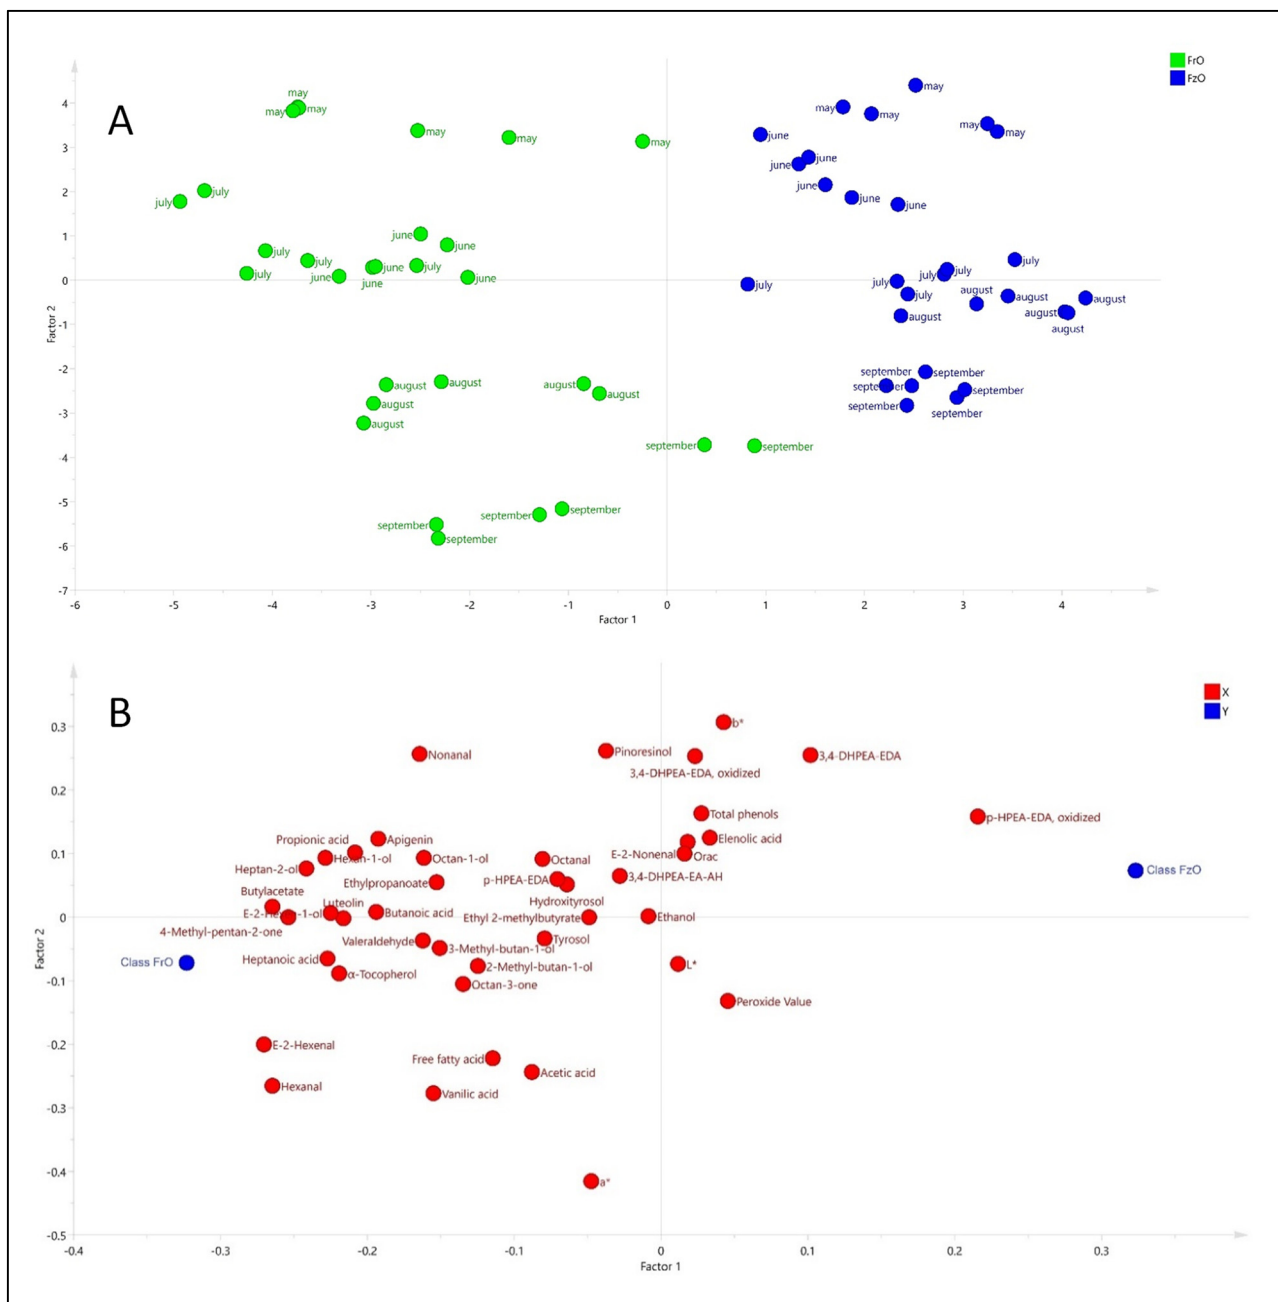 FrO
FzO
A
4
3
2
1
0
-1
-2
-3
-4
-5
-6
-7
Factor 2
may
may
may
may
may
may
july
july
june
june
july
july
july
june
june
june
july
june
august
august
august
august
august
august
september
september
september
september
september
september
may
may
may
may
may
june
june
june
june
june
june
july
july
july
july
july
july
august
august
august
august
august
august
september
september
september
september
september
september
-6
-5
-4
-3
-2
-1
0
1
2
3
4
Factor 1
X
Y
B
0.3
0.2
0.1
0
-0.1
-0.2
-0.3
-0.4
-0.5
Factor 2
b*
Nonanal
Pinoresinol
3,4-DHPEA-EDA
3,4-DHPEA-EDA, oxidized
Total phenols
p-HPEA-EDA, oxidized
Propionic acid
Apigenin
Elenolic acid
Hexan-1-ol
Octan-1-ol
Octanal
E-2-Nonenal
Orac
Heptan-2-ol
Ethylpropanoate
p-HPEA-EDA
3,4-DHPEA-EA-AH
Class FzO
Butylacetate
Luteolin
Hydroxityrosol
E-2-Hexen-1-ol
Butanoic acid
Ethyl 2-methylbutyrate
Ethanol
4-Methyl-pentan-2-one
Valeraldehyde
3-Methyl-butan-1-ol
Tyrosol
Class FrO
Heptanoic acid
2-Methyl-butan-1-ol
L*
α-Tocopherol
Octan-3-one
Peroxide Value
E-2-Hexenal
Free fatty acid
Acetic acid
Hexanal
Vanilic acid
a*
-0.4
-0.3
-0.2
-0.1
0
0.1
0.2
0.3
Factor 1